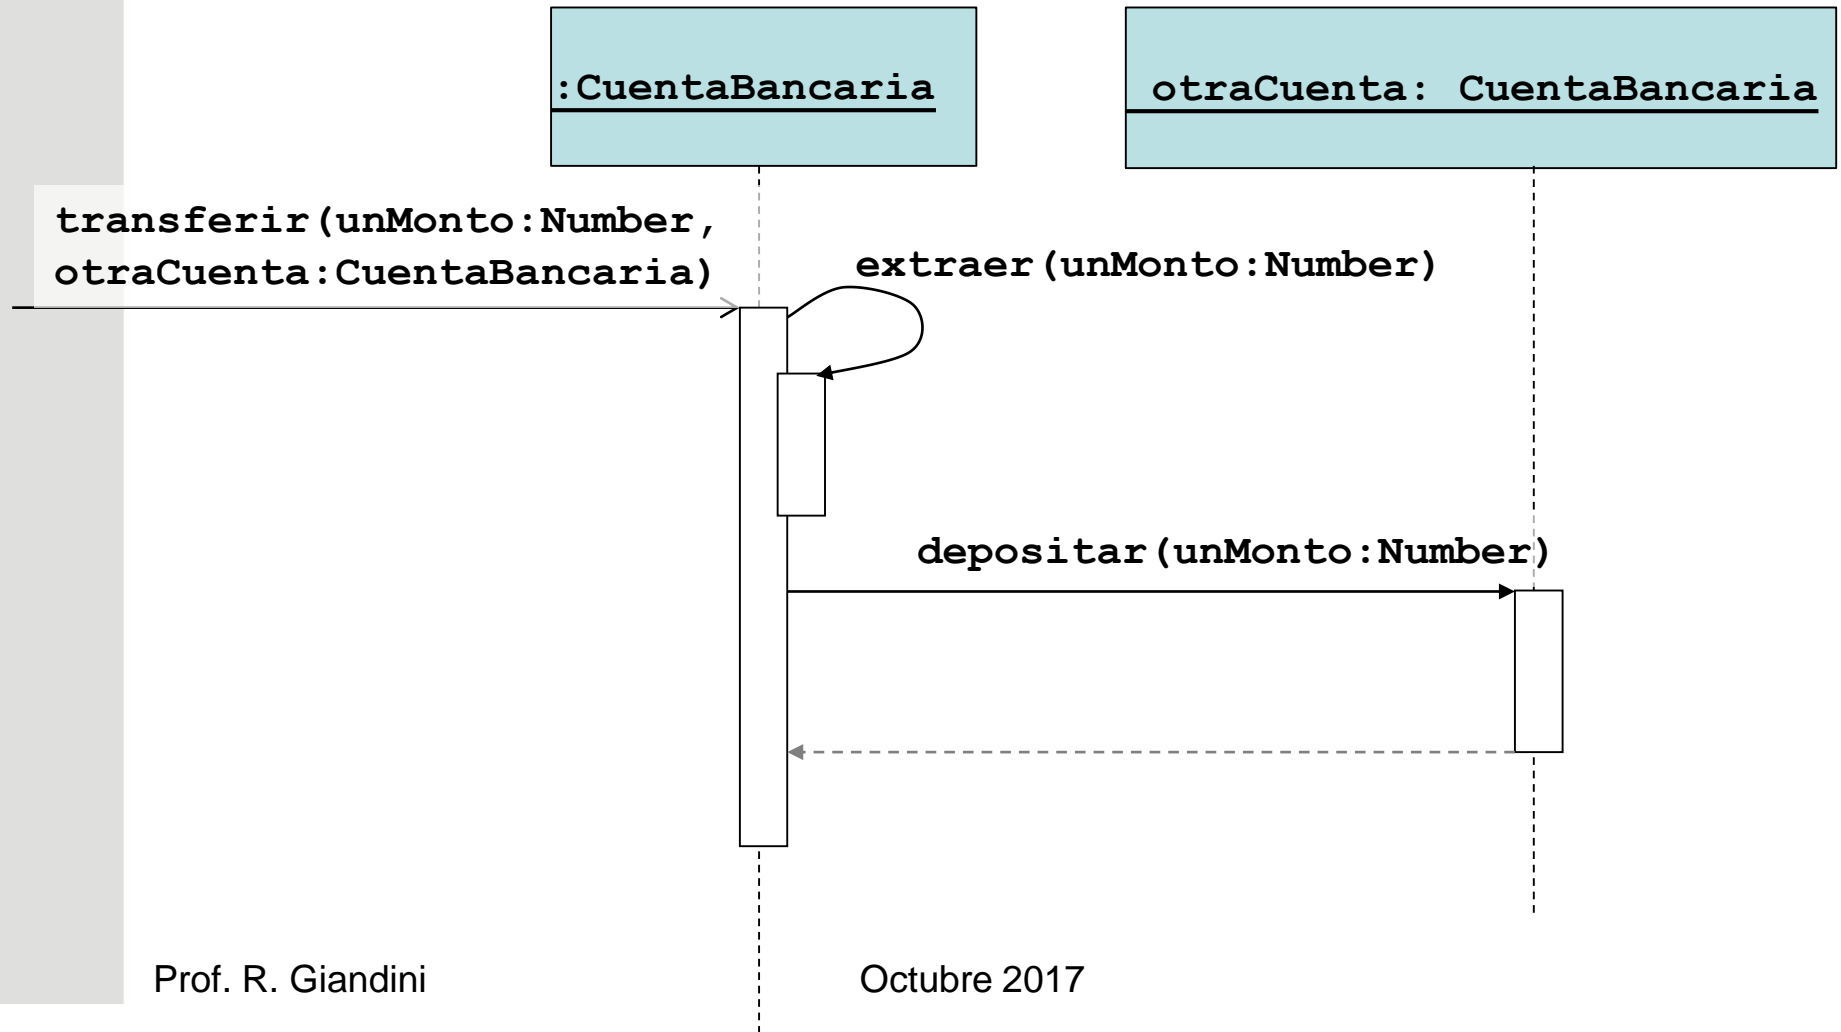 :CuentaBancaria
otraCuenta: CuentaBancaria
transferir(unMonto:Number,
otraCuenta:CuentaBancaria)
extraer(unMonto:Number)
depositar(unMonto:Number)
Prof. R. Giandini
Octubre 2017